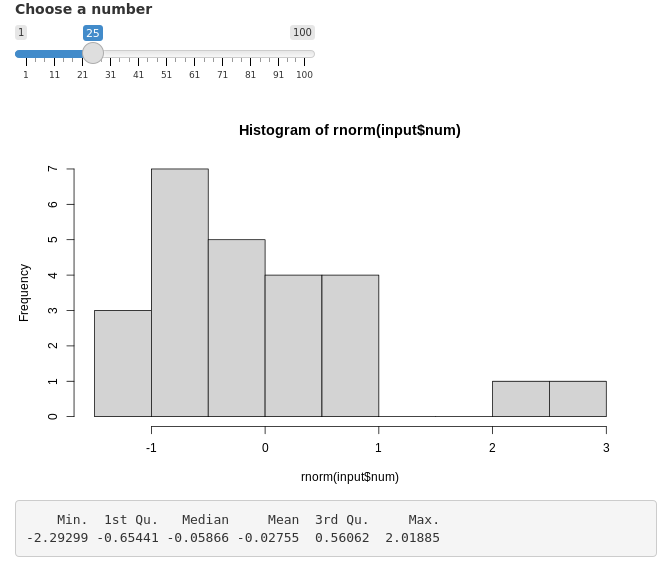 Choose a number
1 25 100
1 11 21 31 41 51 61 71 81 91 100
Histogram of rnorm(input$num)
Frequency
7
6
5
4
3
2
1
0
-1 0 1 2 3
rnorm(input$num)
Min. 1st Qu. Median Mean 3rd Qu. Max.
-2.29299 -0.65441 -0.05866 -0.02755 0.56062 2.01885